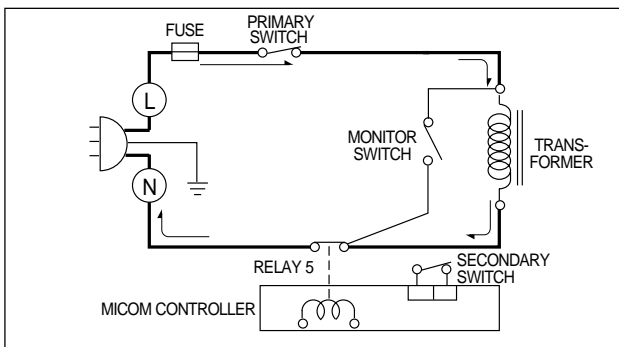 FUSE
PRIMARY
SWITCH
L
MONITOR
SWITCH
TRANS-
FORMER
N
RELAY 5
SECONDARY
SWITCH
MICOM CONTROLLER